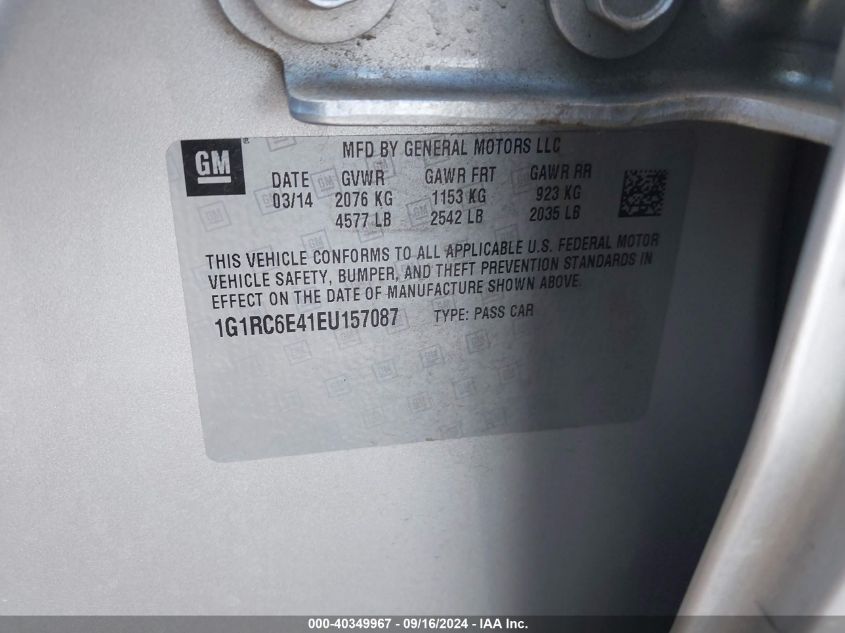 GM ®
MFD BY GENERAL MOTORS LLC
DATE GVWR GAWR FRT GAWR RR
03/14 2076 KG 1153 KG 923 KG
4577 LB 2542 LB 2035 LB
THIS VEHICLE CONFORMS TO ALL APPLICABLE U.S. FEDERAL MOTOR
VEHICLE SAFETY, BUMPER, AND THEFT PREVENTION STANDARDS IN
EFFECT ON THE DATE OF MANUFACTURE SHOWN ABOVE.
1G1RC6E41EU157087 TYPE: PASS CAR
000-40349967 - 09/16/2024 - IAA Inc.